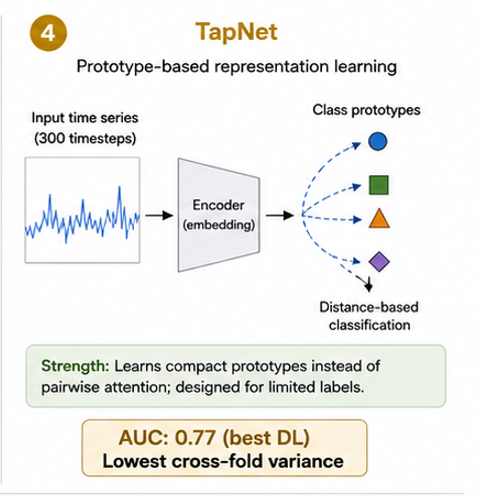 4
TapNet
Prototype-based representation learning
Class prototypes
Input time series
(300 timesteps)
Encoder
(embedding)
Distance-based
classification
Strength: Learns compact prototypes instead of
pairwise attention; designed for limited labels.
AUC: 0.77 (best DL)
Lowest cross-fold variance